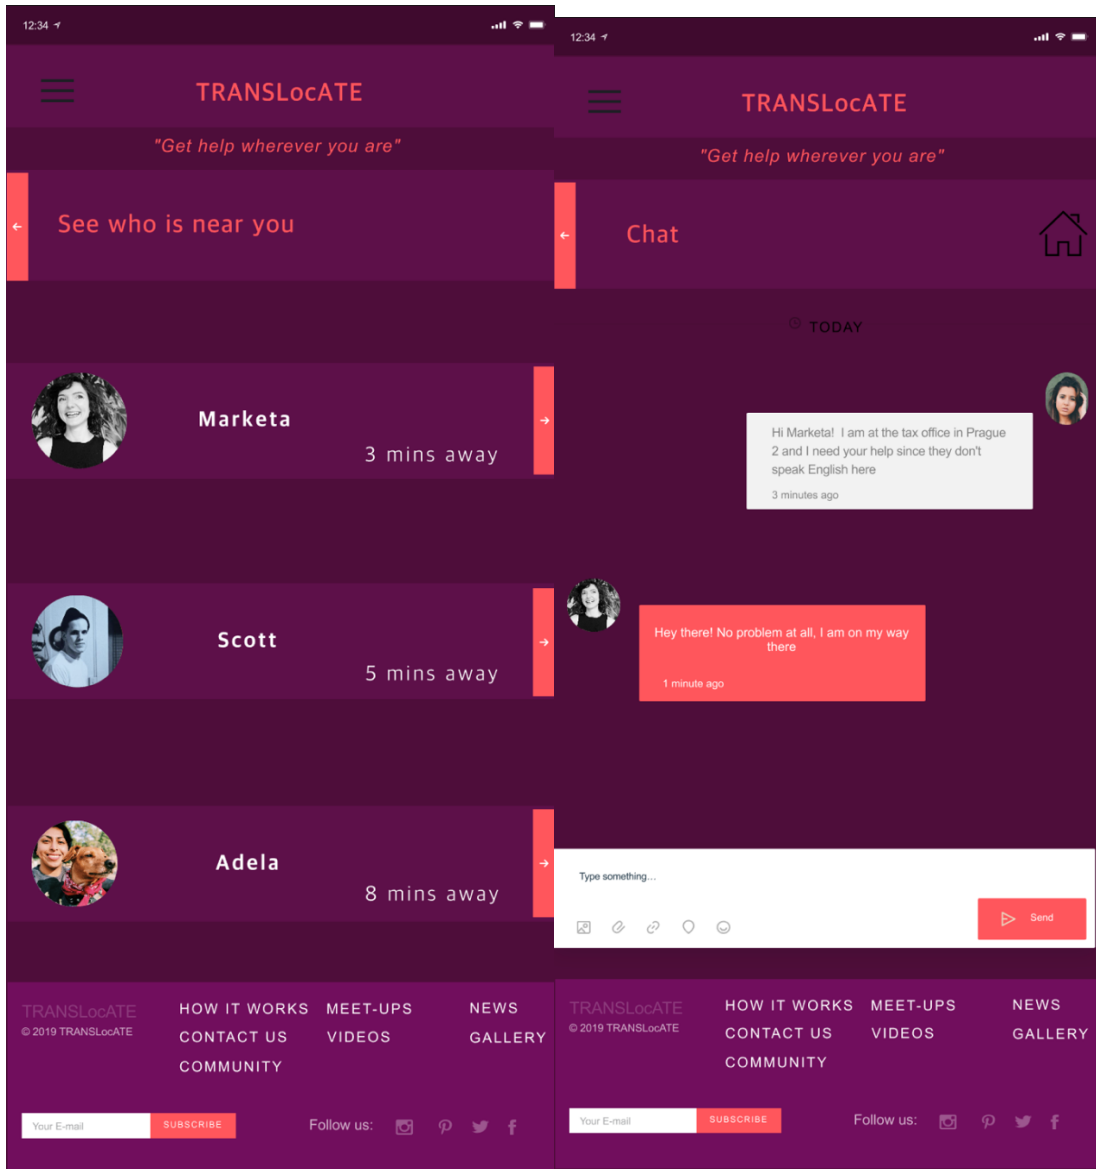 12:34
TRANSLocATE
"Get help wherever you are"
See who is near you
Marketa
3 mins away
Scott
5 mins away
Adela
8 mins away
TRANSLocATE
© 2019 TRANSLocATE
HOW IT WORKS
CONTACT US
COMMUNITY
MEET-UPS
VIDEOS
NEWS
GALLERY
Your E-mail
SUBSCRIBE
Follow us:
12:34
TRANSLocATE
"Get help wherever you are"
Chat
TODAY
Hi Marketa! I am at the tax office in Prague
2 and I need your help since they don't
speak English here
3 minutes ago
Hey there! No problem at all, I am on my way
there
1 minute ago
Type something...
Send
TRANSLocATE
© 2019 TRANSLocATE
HOW IT WORKS
CONTACT US
COMMUNITY
MEET-UPS
VIDEOS
NEWS
GALLERY
Your E-mail
SUBSCRIBE
Follow us: